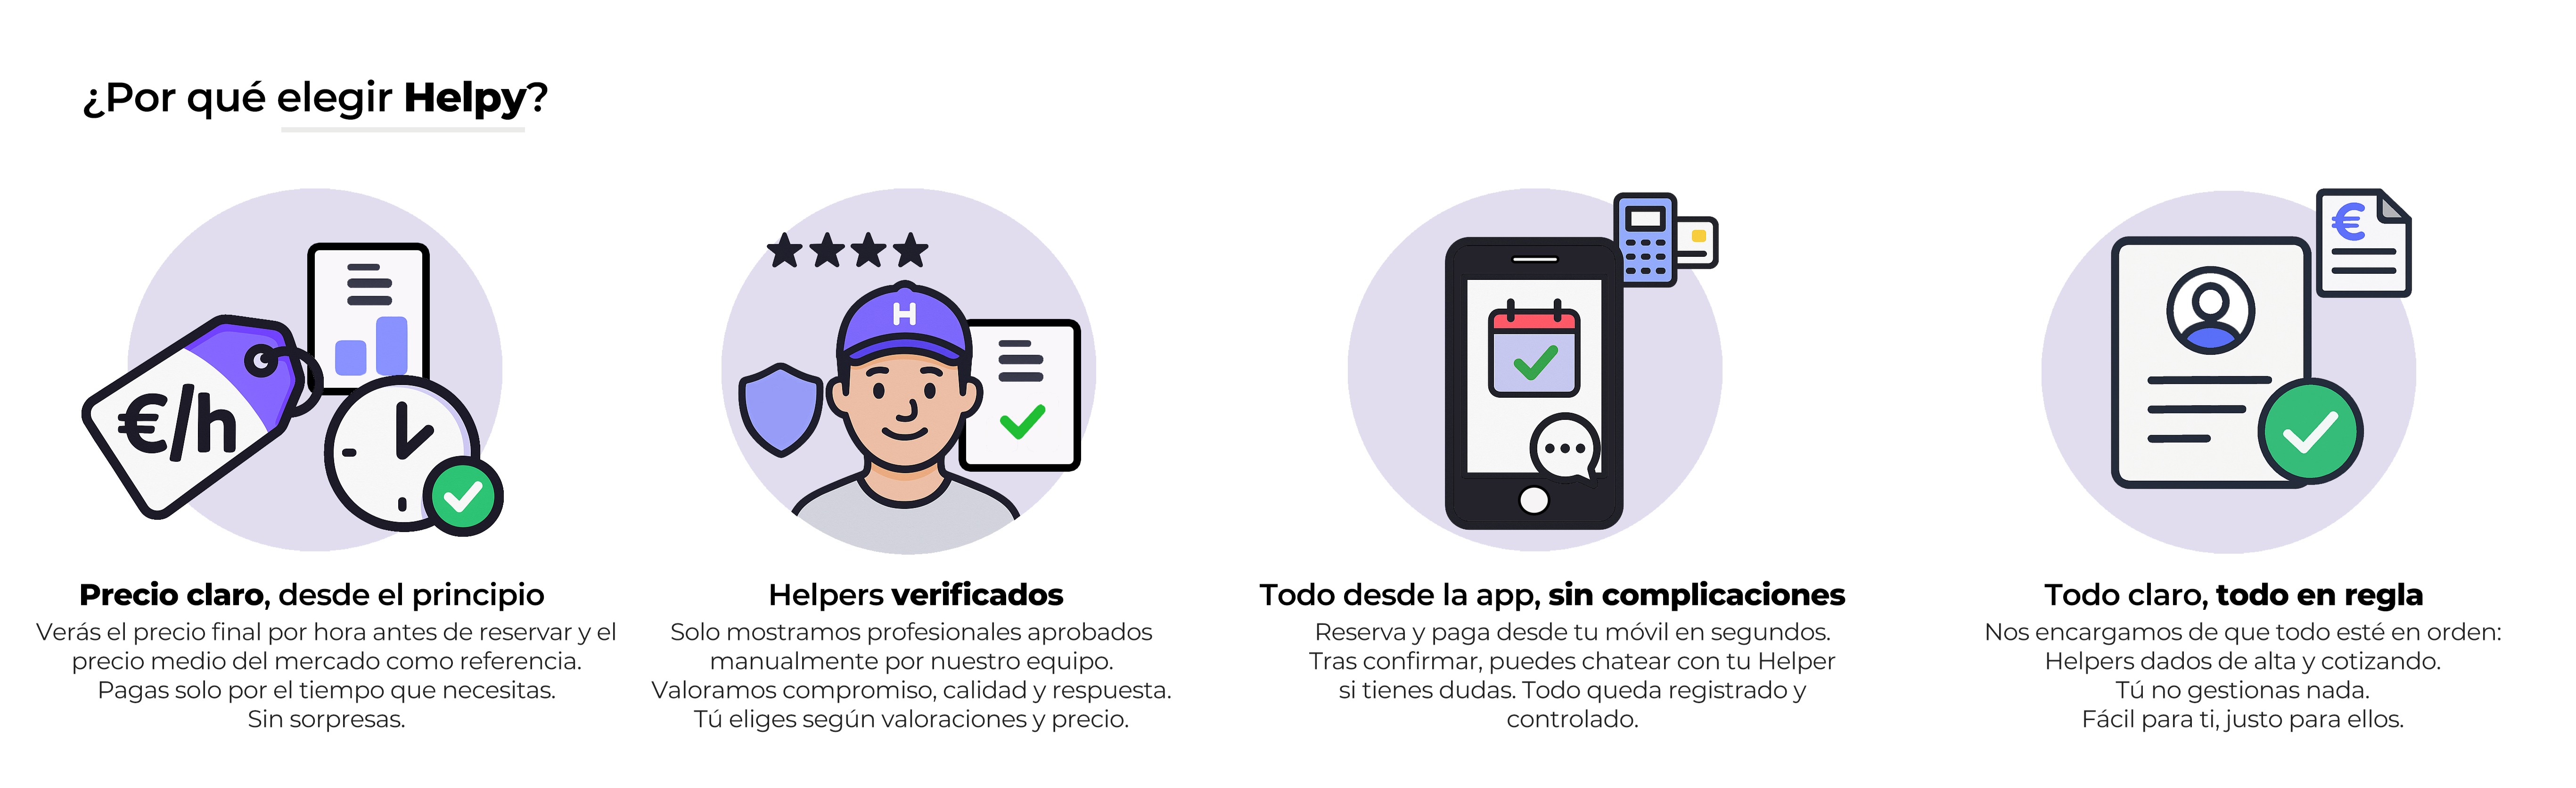 ¿Por qué elegir Helpy?
€/h
H
€
Precio claro, desde el principio
Verás el precio final por hora antes de reservar y el
precio medio del mercado como referencia.
Pagas solo por el tiempo que necesitas.
Sin sorpresas.
Helpers verificados
Solo mostramos profesionales aprobados
manualmente por nuestro equipo.
Valoramos compromiso, calidad y respuesta.
Tú eliges según valoraciones y precio.
Todo desde la app, sin complicaciones
Reserva y paga desde tu móvil en segundos.
Tras confirmar, puedes chatear con tu Helper
si tienes dudas. Todo queda registrado y
controlado.
Todo claro, todo en regla
Nos encargamos de que todo esté en orden:
Helpers dados de alta y cotizando.
Tú no gestionas nada.
Fácil para ti, justo para ellos.